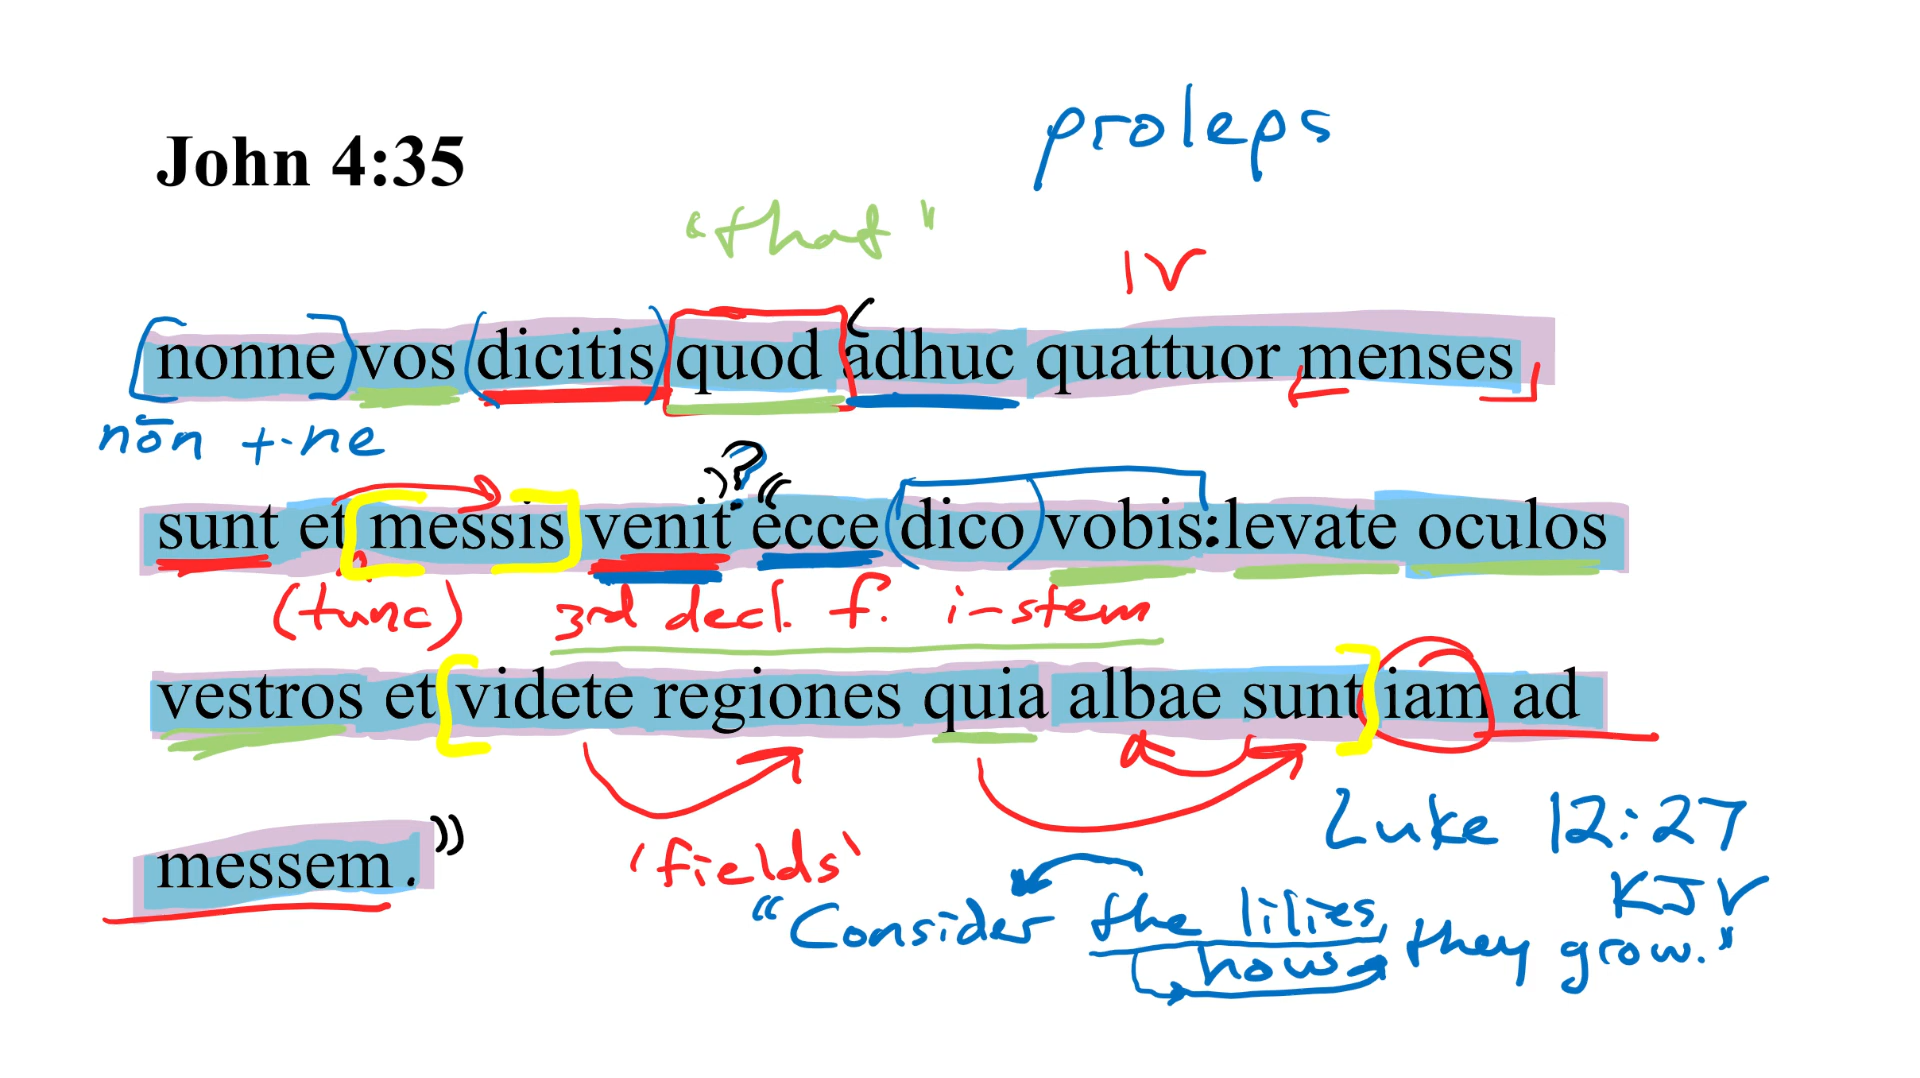 proleps
John 4:35
"that"
IV
nonne vos dicitis quod adhuc quattuor menses
nōn +-ne
?
sunt et messis venit ecce dico vobis: levate oculos
(tunc) 3rd decl. f. i-stem
vestros et videte regiones quia albae sunt iam ad
messem."
'fields'
Luke 12:27
KJV
"Consider the lilies, how they grow."